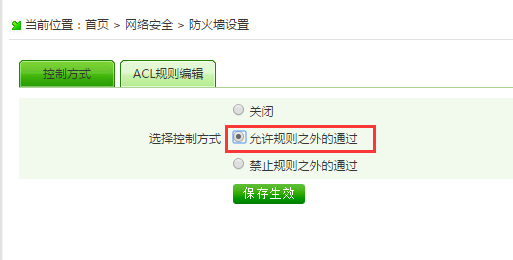 当前位置：首页 > 网络安全 > 防火墙设置
控制方式 ACL规则编辑
关闭
选择控制方式 允许规则之外的通过
禁止规则之外的通过
保存生效